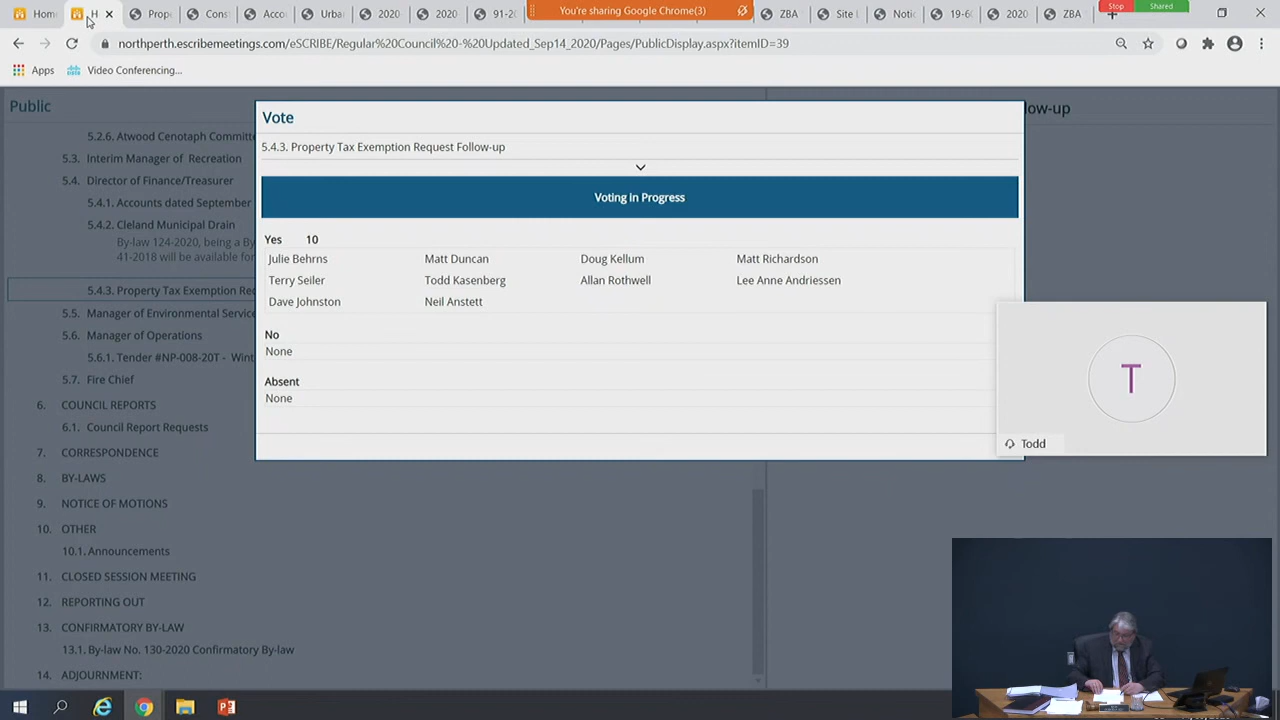 Hom
H
Prop
Const
Acco
Urba
2020
2020
91-2
You're sharing Google Chrome(3)
ZBA
Site L
Notic
19-6
2020
ZBA
Stop
Shared
northperth.escribemeetings.com/eSCRIBE/Regular%20Council%20-%20Updated_Sep14_2020/Pages/PublicDisplay.aspx?itemID=39
Apps
Video Conferencing...
Public
ow-up
5.2.6. Atwood Cenotaph Committe
5.3. Interim Manager of Recreation
5.4. Director of Finance/Treasurer
5.4.1. Accounts dated September
5.4.2. Cleland Municipal Drain
By-law 124-2020, being a By
41-2018 will be available for
5.4.3. Property Tax Exemption Req
5.5. Manager of Environmental Service
5.6. Manager of Operations
5.6.1. Tender #NP-008-20T - Wint
5.7. Fire Chief
6. COUNCIL REPORTS
6.1. Council Report Requests
7. CORRESPONDENCE
8. BY-LAWS
9. NOTICE OF MOTIONS
10. OTHER
10.1. Announcements
11. CLOSED SESSION MEETING
12. REPORTING OUT
13. CONFIRMATORY BY-LAW
13.1. By-law No. 130-2020 Confirmatory By-law
14. ADJOURNMENT:
Vote
5.4.3. Property Tax Exemption Request Follow-up
Voting in Progress
Yes 10
Julie Behrns Matt Duncan Doug Kellum Matt Richardson
Terry Seiler Todd Kasenberg Allan Rothwell Lee Anne Andriessen
Dave Johnston Neil Anstett
No
None
Absent
None
T
Todd